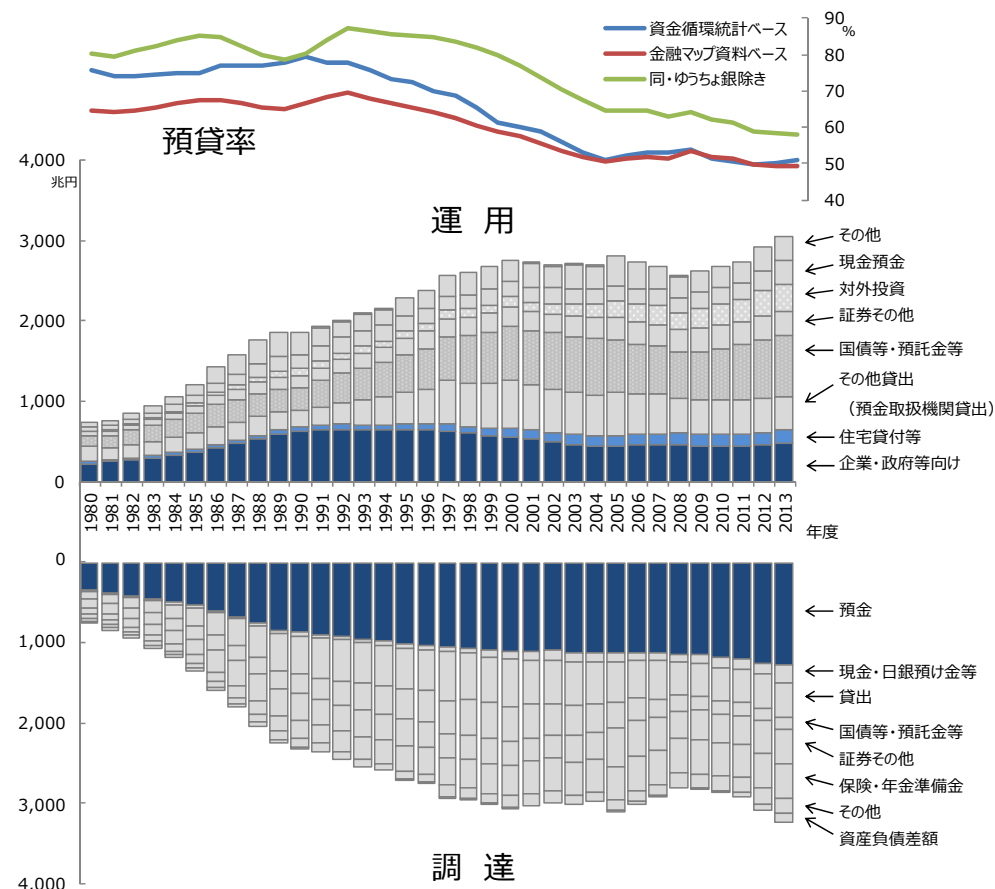 資金循環統計ベース
金融マップ資料ベース
同・ゆうちょ銀除き
90
%
80
70
60
50
40
預貸率
4,000
兆円
運 用
3,000
2,000
1,000
0
その他
現金預金
対外投資
証券その他
国債等・預託金等
その他貸出
(預金取扱機関貸出)
住宅貸付等
企業・政府等向け
1980
1981
1982
1983
1984
1985
1986
1987
1988
1989
1990
1991
1992
1993
1994
1995
1996
1997
1998
1999
2000
2001
2002
2003
2004
2005
2006
2007
2008
2009
2010
2011
2012
2013
年度
0
1,000
2,000
3,000
4,000
預金
現金・日銀預け金等
貸出
国債等・預託金等
証券その他
保険・年金準備金
その他
資産負債差額
調 達